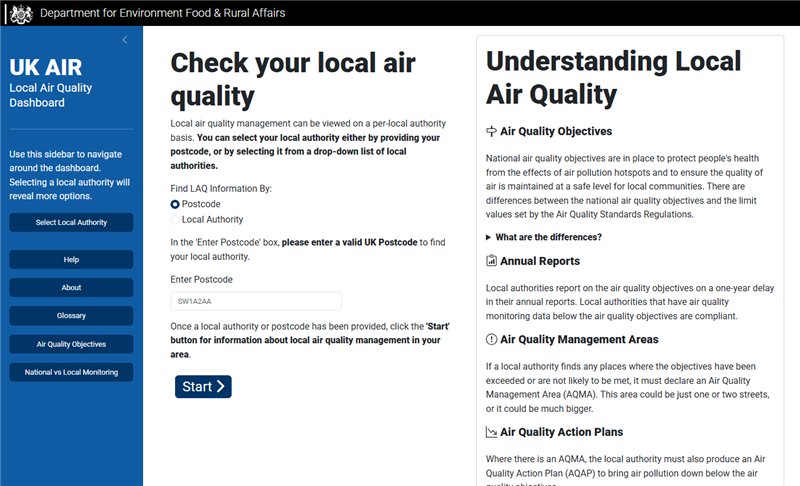 Department for Environment Food & Rural Affairs
UK AIR
Local Air Quality
Dashboard
Use this sidebar to navigate
around the dashboard.
Selecting a local authority will
reveal more options.
Select Local Authority
Help
About
Glossary
Air Quality Objectives
National vs Local Monitoring
Check your local air
quality
Local air quality management can be viewed on a per-local authority
basis. You can select your local authority either by providing your
postcode, or by selecting it from a drop-down list of local
authorities.
Find LAQ Information By:
Postcode
Local Authority
In the 'Enter Postcode' box, please enter a valid UK Postcode to find
your local authority.
Enter Postcode
SW1A2AA
Once a local authority or postcode has been provided, click the 'Start'
button for information about local air quality management in your
area.
Start
Understanding Local
Air Quality
Air Quality Objectives
National air quality objectives are in place to protect people's health
from the effects of air pollution hotspots and to ensure the quality of
air is maintained at a safe level for local communities. There are
differences between the national air quality objectives and the limit
values set by the Air Quality Standards Regulations.
What are the differences?
Annual Reports
Local authorities report on the air quality objectives on a one-year delay
in their annual reports. Local authorities that have air quality
monitoring data below the air quality objectives are compliant.
Air Quality Management Areas
If a local authority finds any places where the objectives have been
exceeded or are not likely to be met, it must declare an Air Quality
Management Area (AQMA). This area could be just one or two streets,
or it could be much bigger.
Air Quality Action Plans
Where there is an AQMA, the local authority must also produce an Air
Quality Action Plan (AQAP) to bring air pollution down below the air
quality objectives.